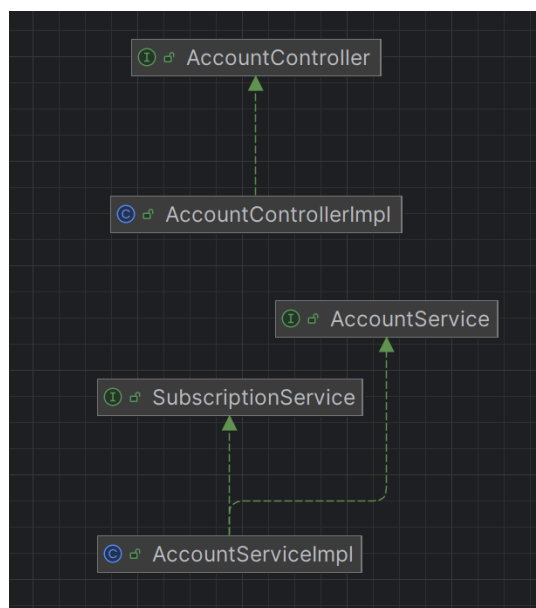 I AccountController
C AccountControllerImpl
I AccountService
I SubscriptionService
C AccountServiceImpl